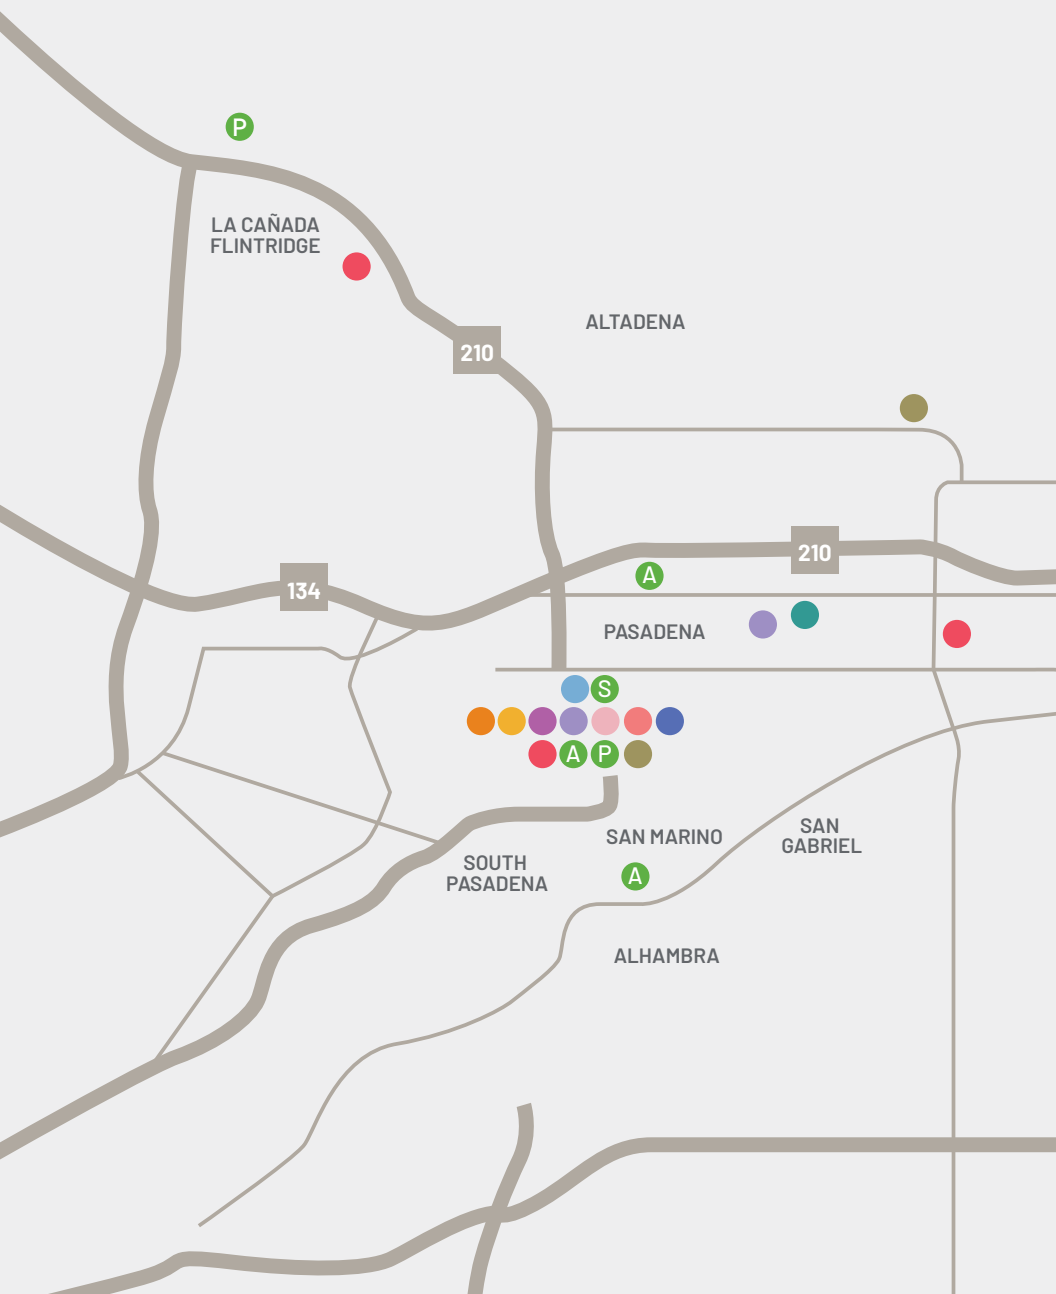 P
LA CAÑADA
FLINTRIDGE
ALTADENA
210
210
A
134
PASADENA
S
A P
SAN MARINO
SAN
GABRIEL
SOUTH
PASADENA
A
ALHAMBRA